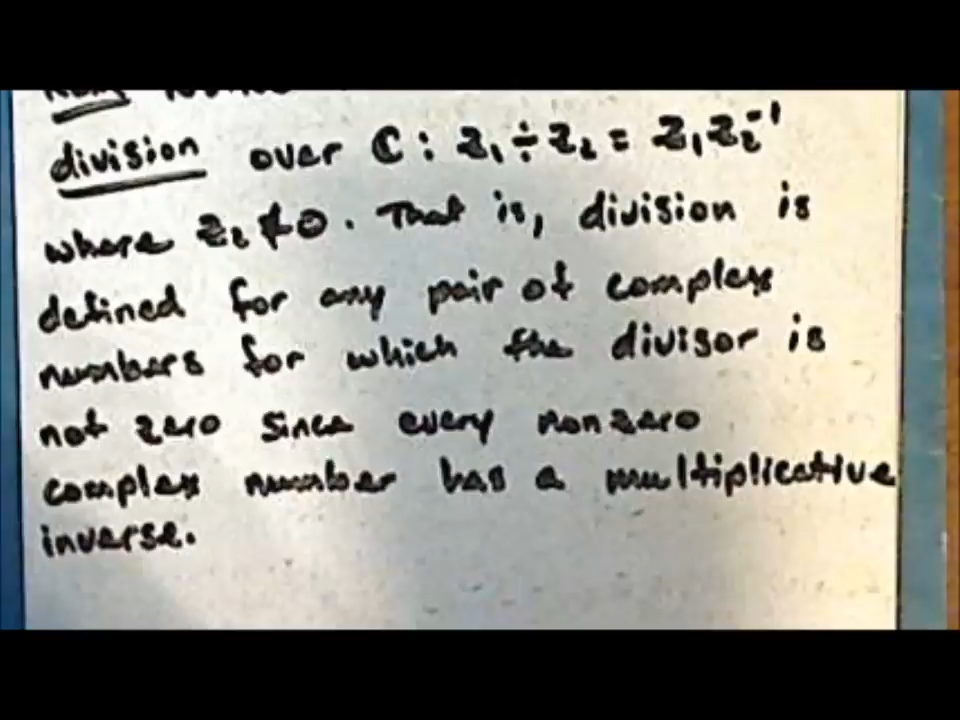 division over ℂ : z₁ ÷ z₂ = z₁z₂⁻¹
where z₂ ≠ 0. That is, division is
defined for any pair of complex
numbers for which the divisor is
not zero since every nonzero
complex number has a multiplicative
inverse.